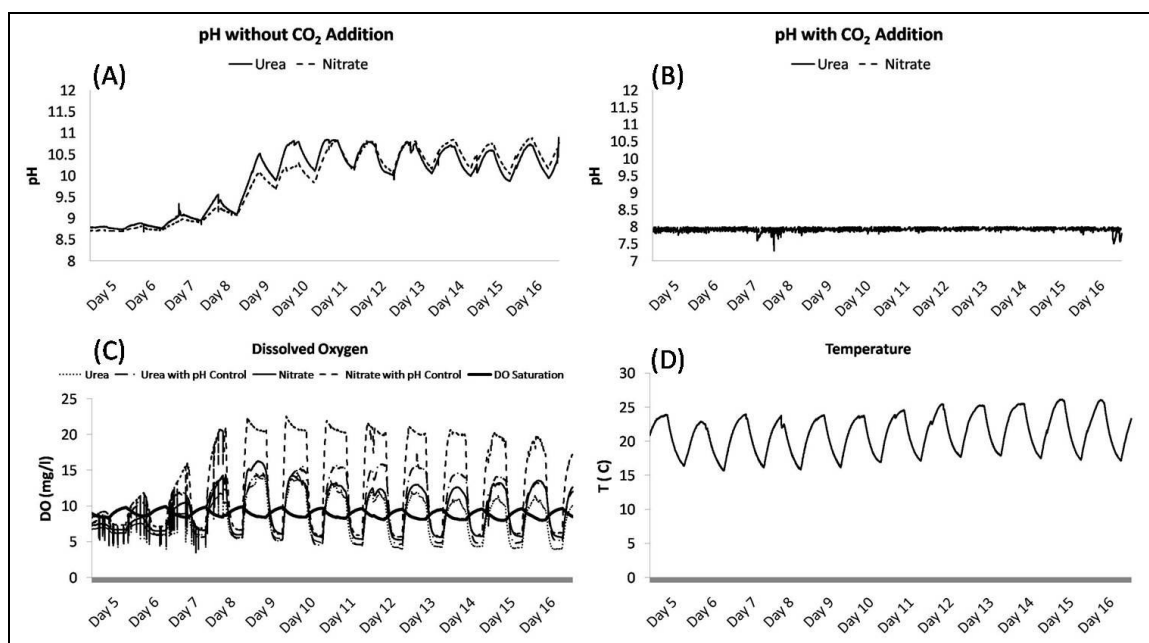 pH without CO₂ Addition
Urea Nitrate
(A)
12
11.5
11
10.5
10
9.5
9
8.5
8
pH
Day 5 Day 6 Day 7 Day 8 Day 9 Day 10 Day 11 Day 12 Day 13 Day 14 Day 15 Day 16
pH with CO₂ Addition
Urea Nitrate
(B)
12
11.5
11
10.5
10
9.5
9
8.5
8
7.5
7
pH
Day 5 Day 6 Day 7 Day 8 Day 9 Day 10 Day 11 Day 12 Day 13 Day 14 Day 15 Day 16
(C)
Dissolved Oxygen
Urea Urea with pH Control Nitrate Nitrate with pH Control DO Saturation
25
20
15
10
5
0
DO (mg/l)
Day 5 Day 6 Day 7 Day 8 Day 9 Day 10 Day 11 Day 12 Day 13 Day 14 Day 15 Day 16
(D)
Temperature
30
25
20
15
10
5
0
T (C)
Day 5 Day 6 Day 7 Day 8 Day 9 Day 10 Day 11 Day 12 Day 13 Day 14 Day 15 Day 16